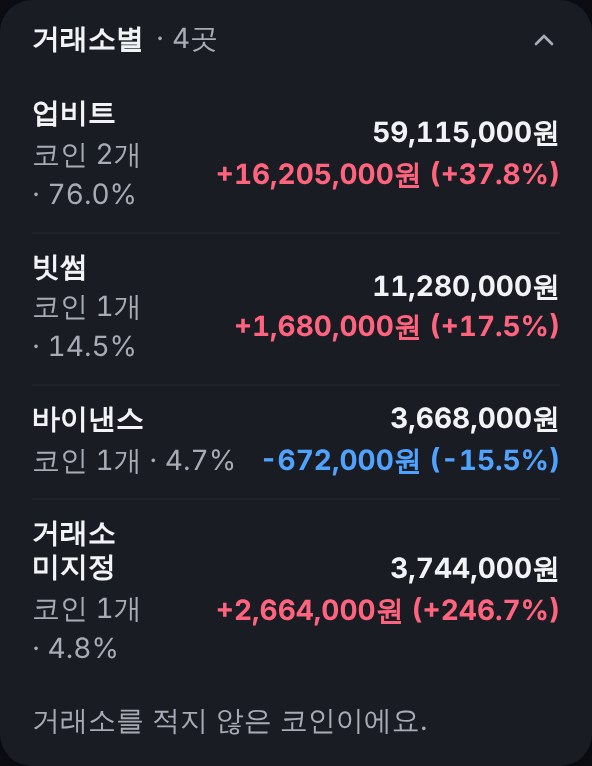 거래소별 · 4곳
업비트
59,115,000원
코인 2개
+16,205,000원 (+37.8%)
· 76.0%
빗썸
11,280,000원
코인 1개
+1,680,000원 (+17.5%)
· 14.5%
바이낸스
3,668,000원
코인 1개 · 4.7%
-672,000원 (-15.5%)
거래소
미지정
3,744,000원
코인 1개
+2,664,000원 (+246.7%)
· 4.8%
거래소를 적지 않은 코인이에요.